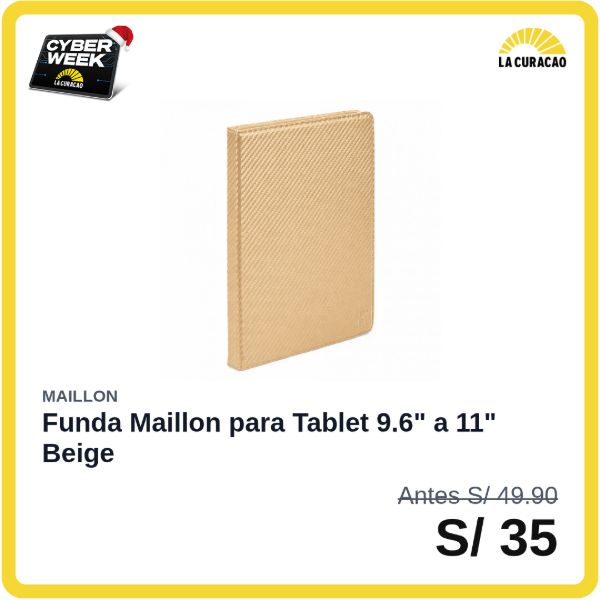 CYBER
WEEK
LA CURACAO
LA CURACAO
MAILLON
Funda Maillon para Tablet 9.6" a 11"
Beige
Antes S/ 49.90
S/ 35